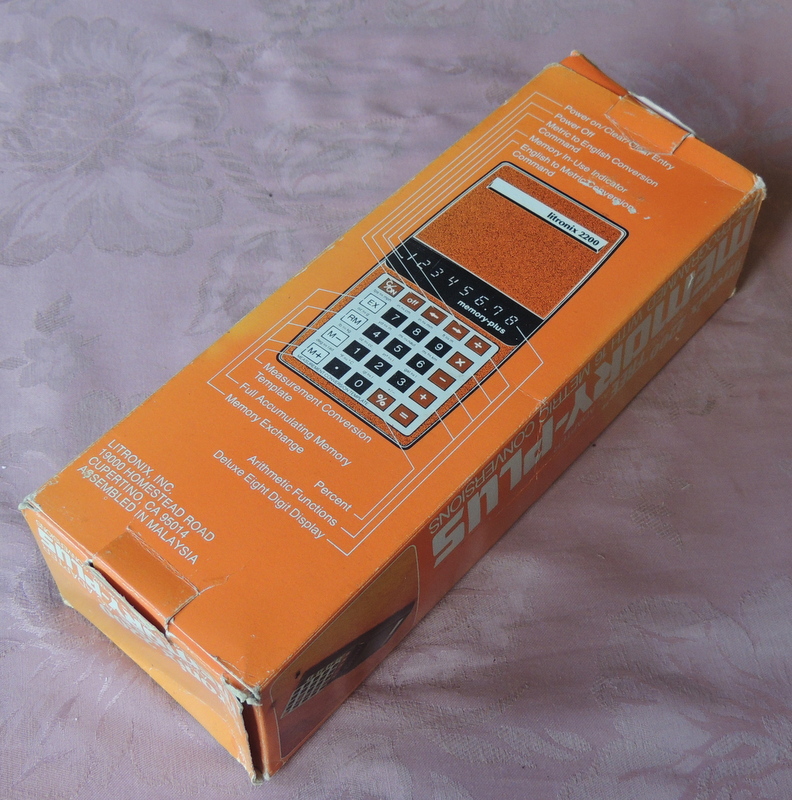 Power on/Clear/Clear Entry
Power Off
Metric to English Conversion
Command
Memory In-Use Indicator
English to Metric Conversion
Command
litronix 2200
12345678
memory-plus
off
EX 7 8 9 ÷
RM 4 5 6 ×
M- 1 2 3 -
M+ • 0 % = +
Measurement Conversion
Template
Full Accumulating Memory
Memory Exchange
Percent
Arithmetic Functions
Deluxe Eight Digit Display
LITRONIX, INC.
19000 HOMESTEAD ROAD
CUPERTINO, CA 95014
ASSEMBLED IN MALAYSIA
MEMORY-PLUS
METRIC CONVERSIONS